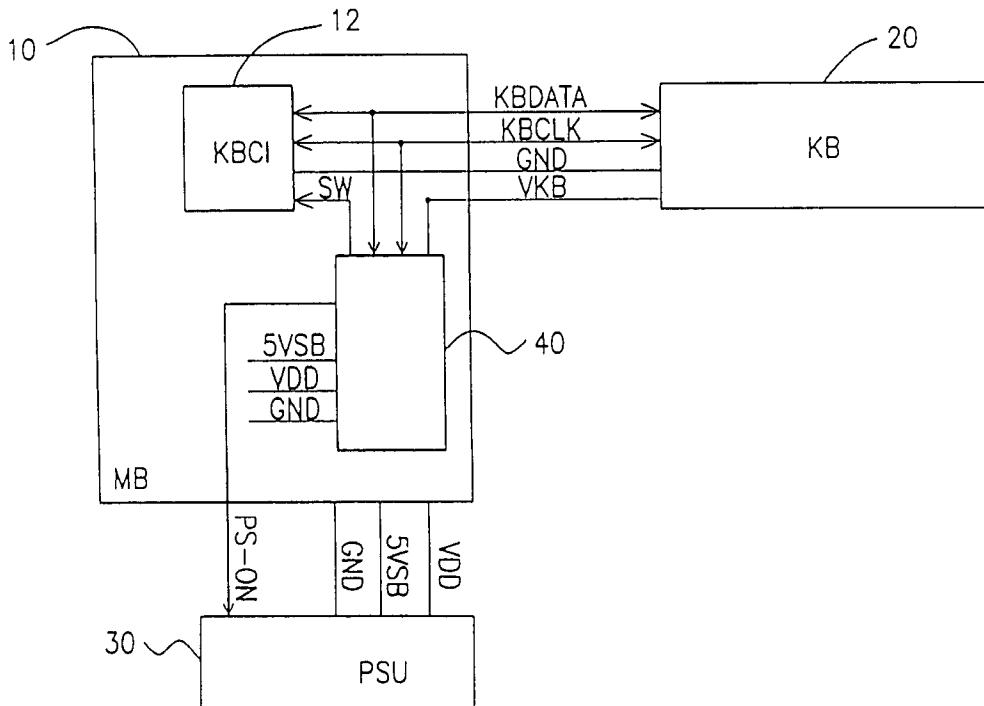 10
12
20
KBCI
KBDATA
KBCLK
GND
VKB
SW
KB
5VSB
VDD
GND
40
MB
PS-ON
GND
5VSB
VDD
30
PSU